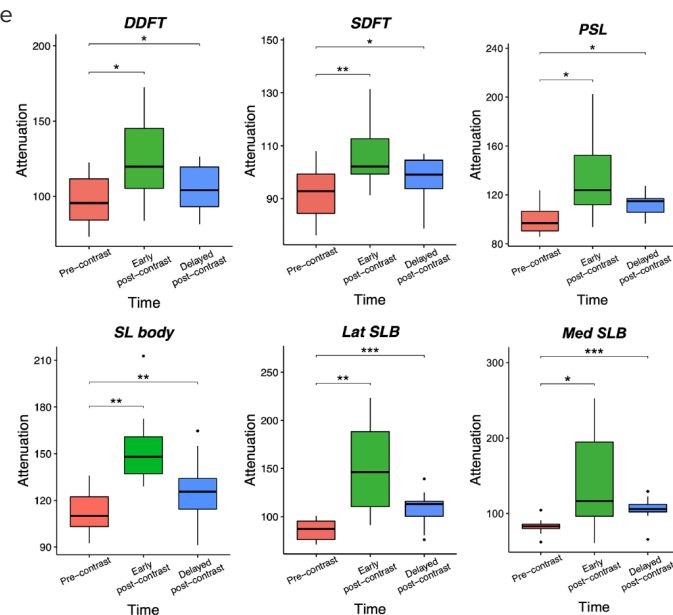 e
DDFT
*
*
200
150
100
Attenuation
Pre-contrast
Early
post-contrast
Delayed
post-contrast
Time
SDFT
*
**
150
110
90
Attenuation
Pre-contrast
Early
post-contrast
Delayed
post-contrast
Time
PSL
*
*
240
200
160
120
80
Attenuation
Pre-contrast
Early
post-contrast
Delayed
post-contrast
Time
SL body
**
**
210
180
150
120
90
Attenuation
Pre-contrast
Early
post-contrast
Delayed
post-contrast
Time
Lat SLB
***
**
250
200
150
100
Attenuation
Pre-contrast
Early
post-contrast
Delayed
post-contrast
Time
Med SLB
***
*
300
200
100
Attenuation
Pre-contrast
Early
post-contrast
Delayed
post-contrast
Time